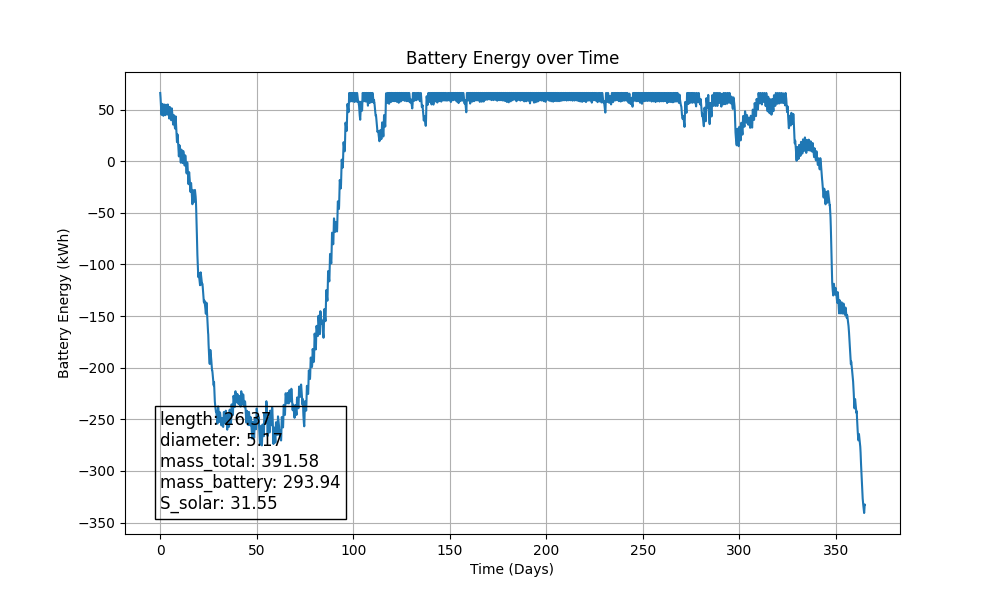 Battery Energy over Time
Battery Energy (kWh)
50
0
−50
−100
−150
−200
−250
−300
−350
length: 26.37
diameter: 5.17
mass_total: 391.58
mass_battery: 293.94
S_solar: 31.55
0 50 100 150 200 250 300 350
Time (Days)